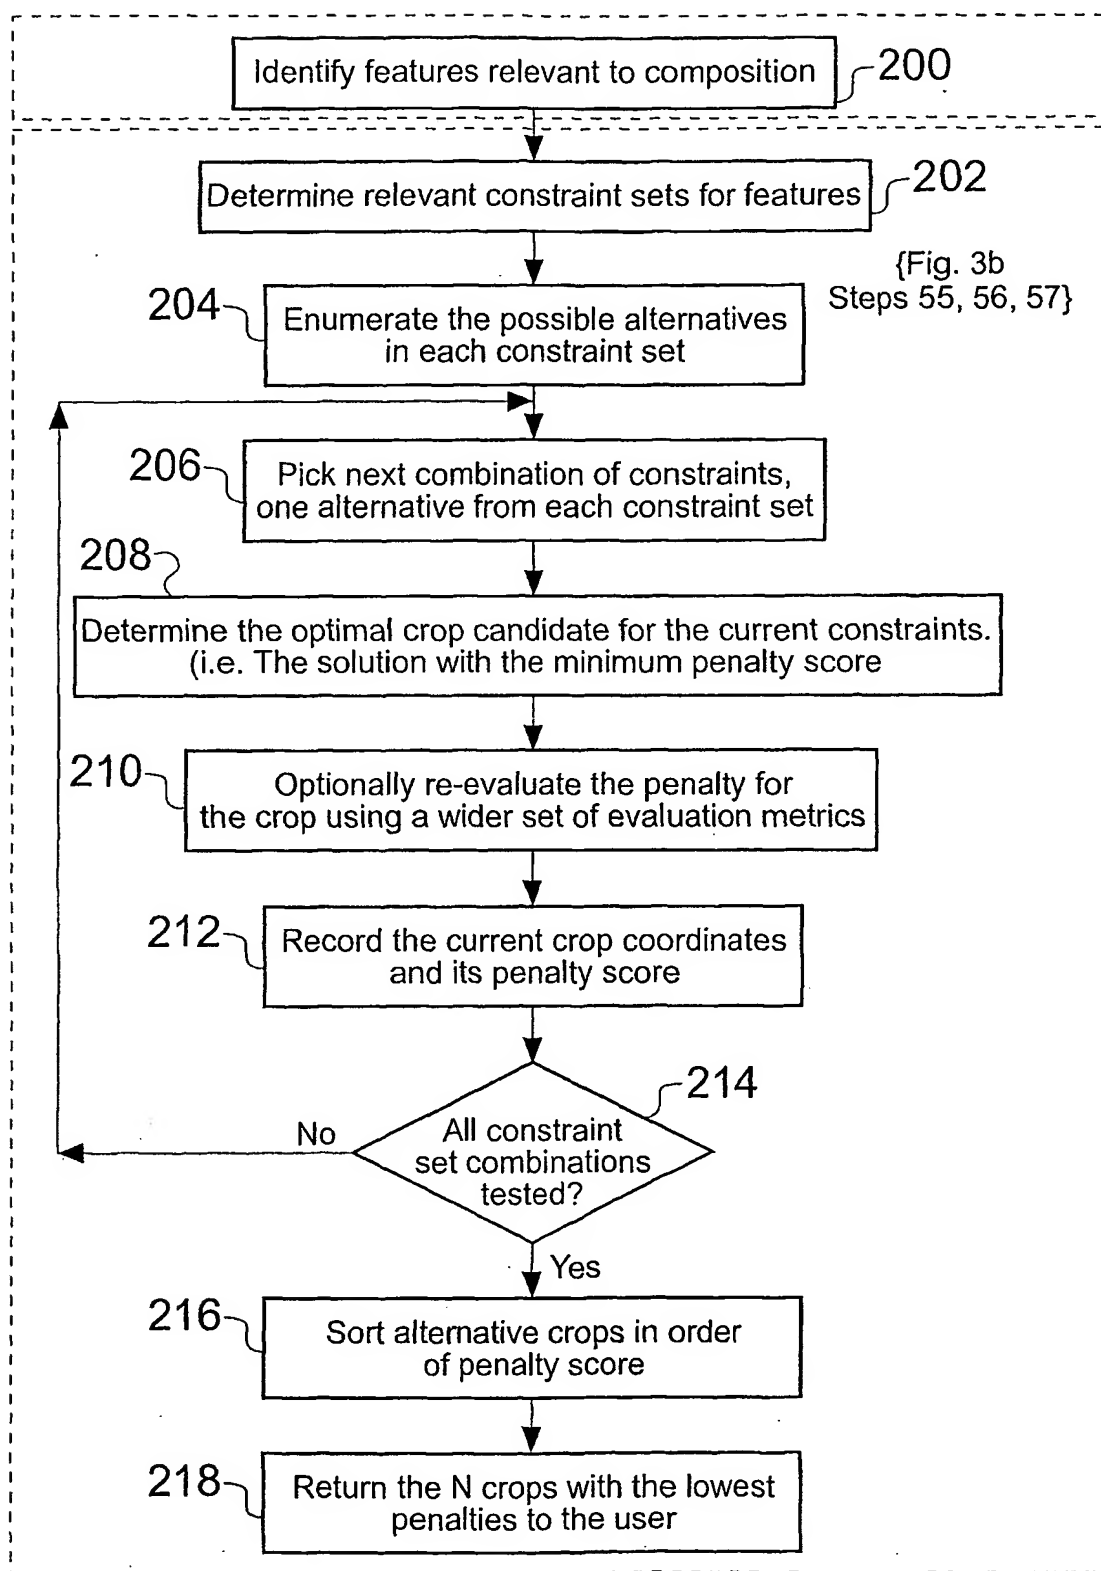 Identify features relevant to composition
200
Determine relevant constraint sets for features
202
{Fig. 3b
Steps 55, 56, 57}
204
Enumerate the possible alternatives
in each constraint set
206
Pick next combination of constraints,
one alternative from each constraint set
208
Determine the optimal crop candidate for the current constraints.
(i.e. The solution with the minimum penalty score
210
Optionally re-evaluate the penalty for
the crop using a wider set of evaluation metrics
212
Record the current crop coordinates
and its penalty score
214
All constraint
set combinations
tested?
No
Yes
216
Sort alternative crops in order
of penalty score
218
Return the N crops with the lowest
penalties to the user